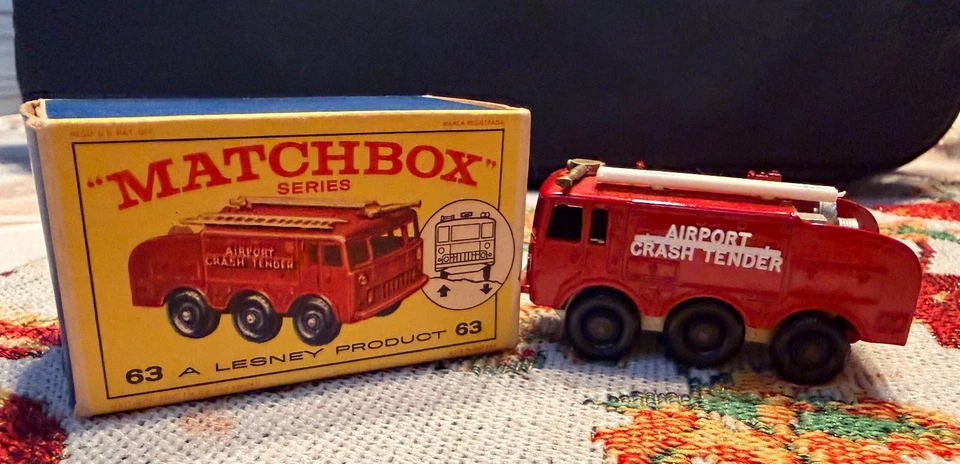 REGD U.S. PAT. OFF.
MARCA REGISTRADA
"MATCHBOX"
SERIES
AIRPORT
CRASH TENDER
63 A LESNEY PRODUCT 63
AIRPORT
CRASH TENDER